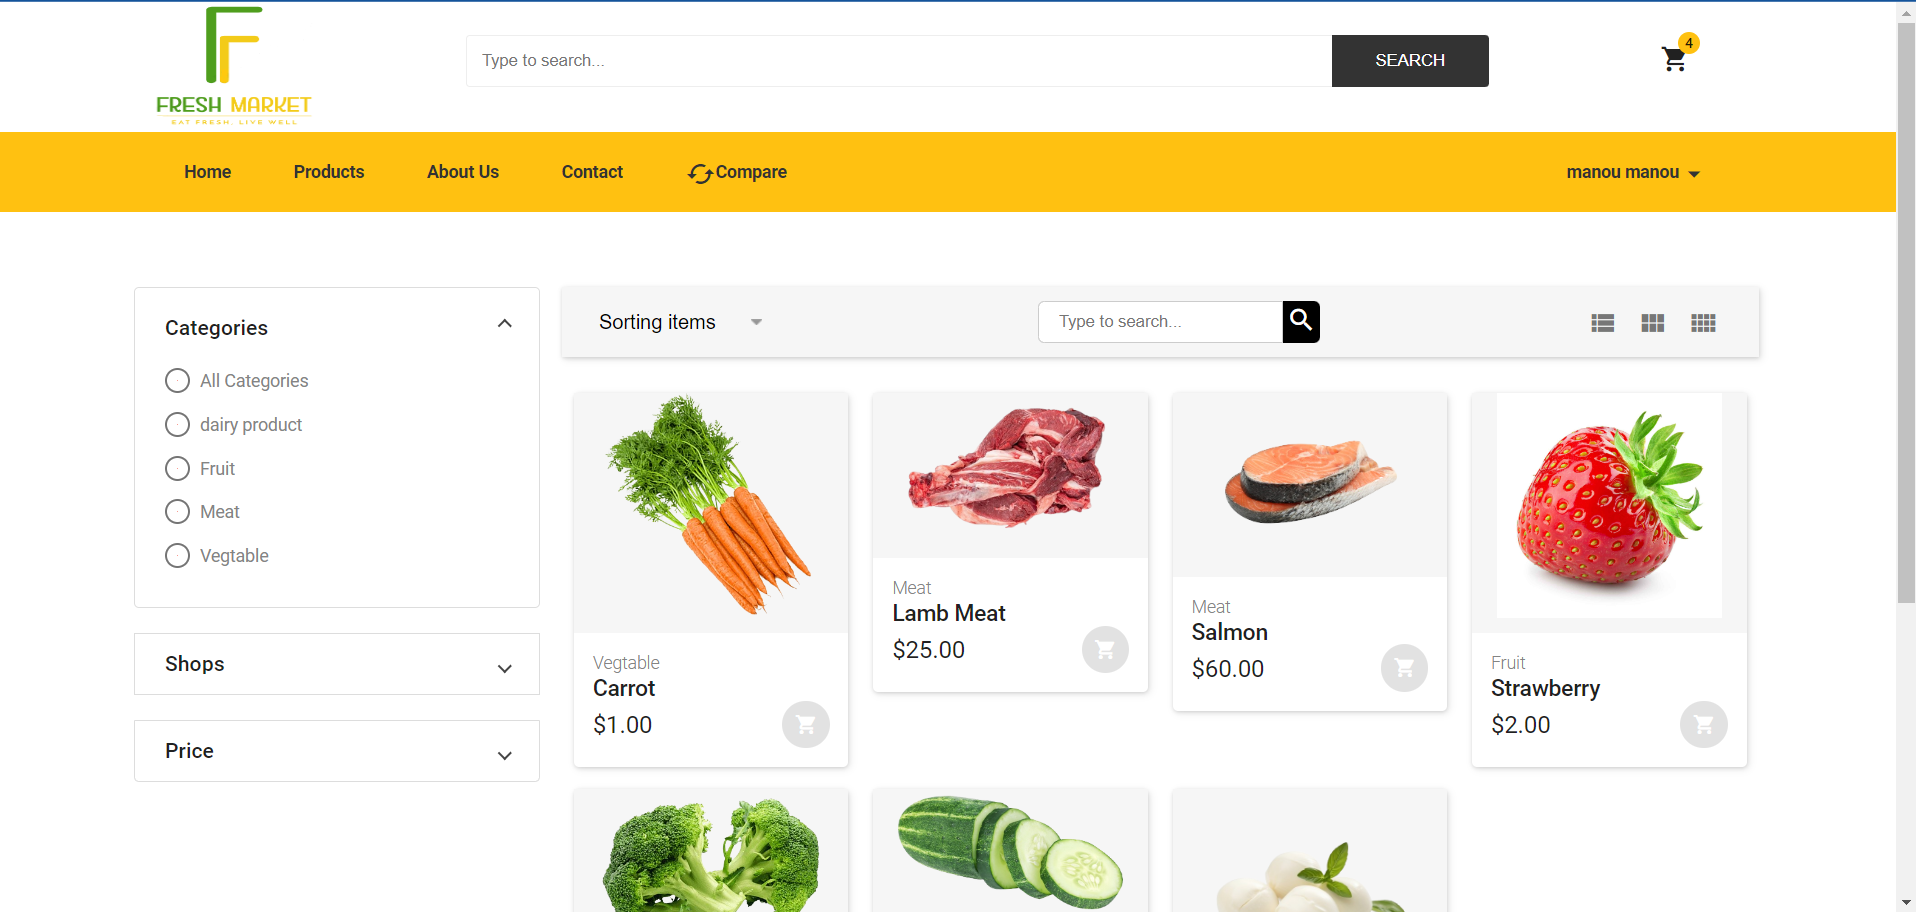 FRESH MARKET
EAT FRESH. LIVE WELL
Type to search...
SEARCH
4
Home
Products
About Us
Contact
Compare
manou manou
Categories
All Categories
dairy product
Fruit
Meat
Vegtable
Shops
Price
Sorting items
Type to search...
Vegtable
Carrot
$1.00
Meat
Lamb Meat
$25.00
Meat
Salmon
$60.00
Fruit
Strawberry
$2.00